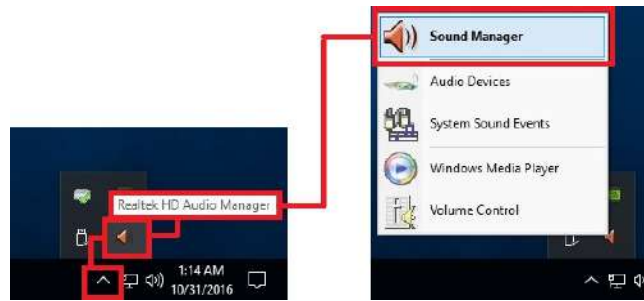 Realtek HD Audio Manager
1:14 AM
10/31/2016
Sound Manager
Audio Devices
System Sound Events
Windows Media Player
Volume Control